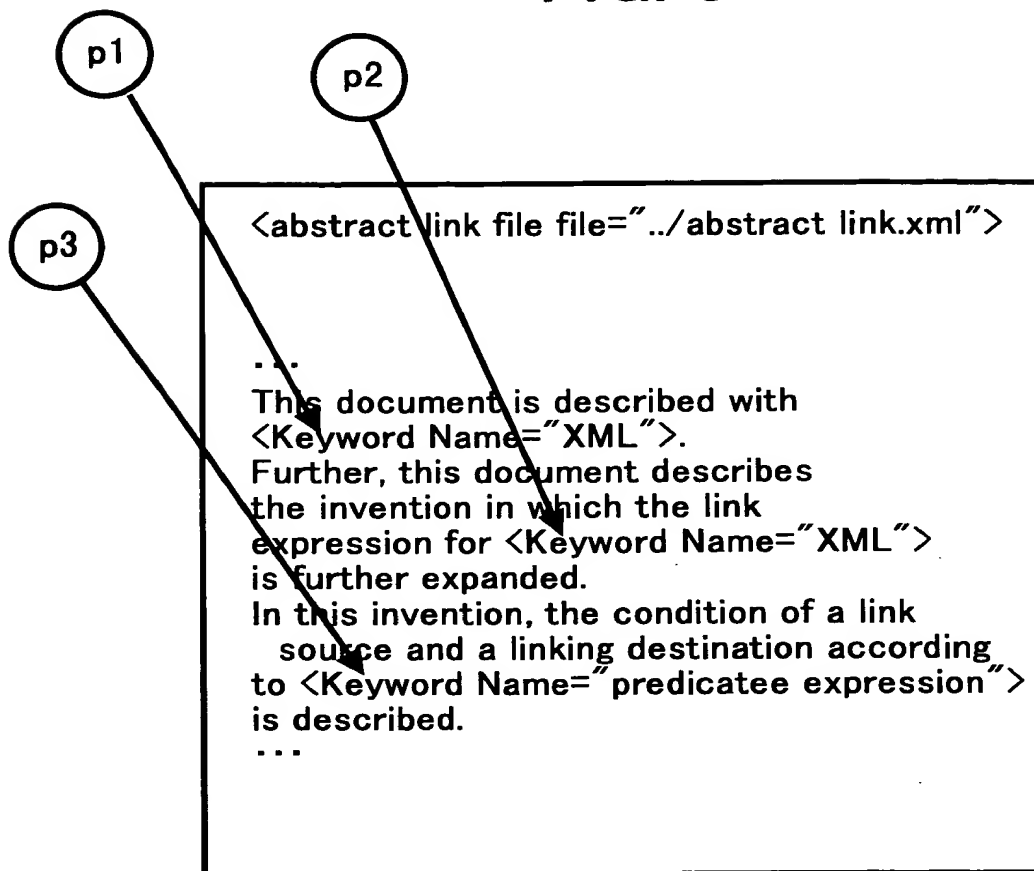 p1
p2
p3
<abstract link file file="../abstract link.xml">
...
This document is described with
<Keyword Name="XML">.
Further, this document describes
the invention in which the link
expression for <Keyword Name="XML">
is further expanded.
In this invention, the condition of a link
source and a linking destination according
to <Keyword Name="predicatee expression">
is described.
...